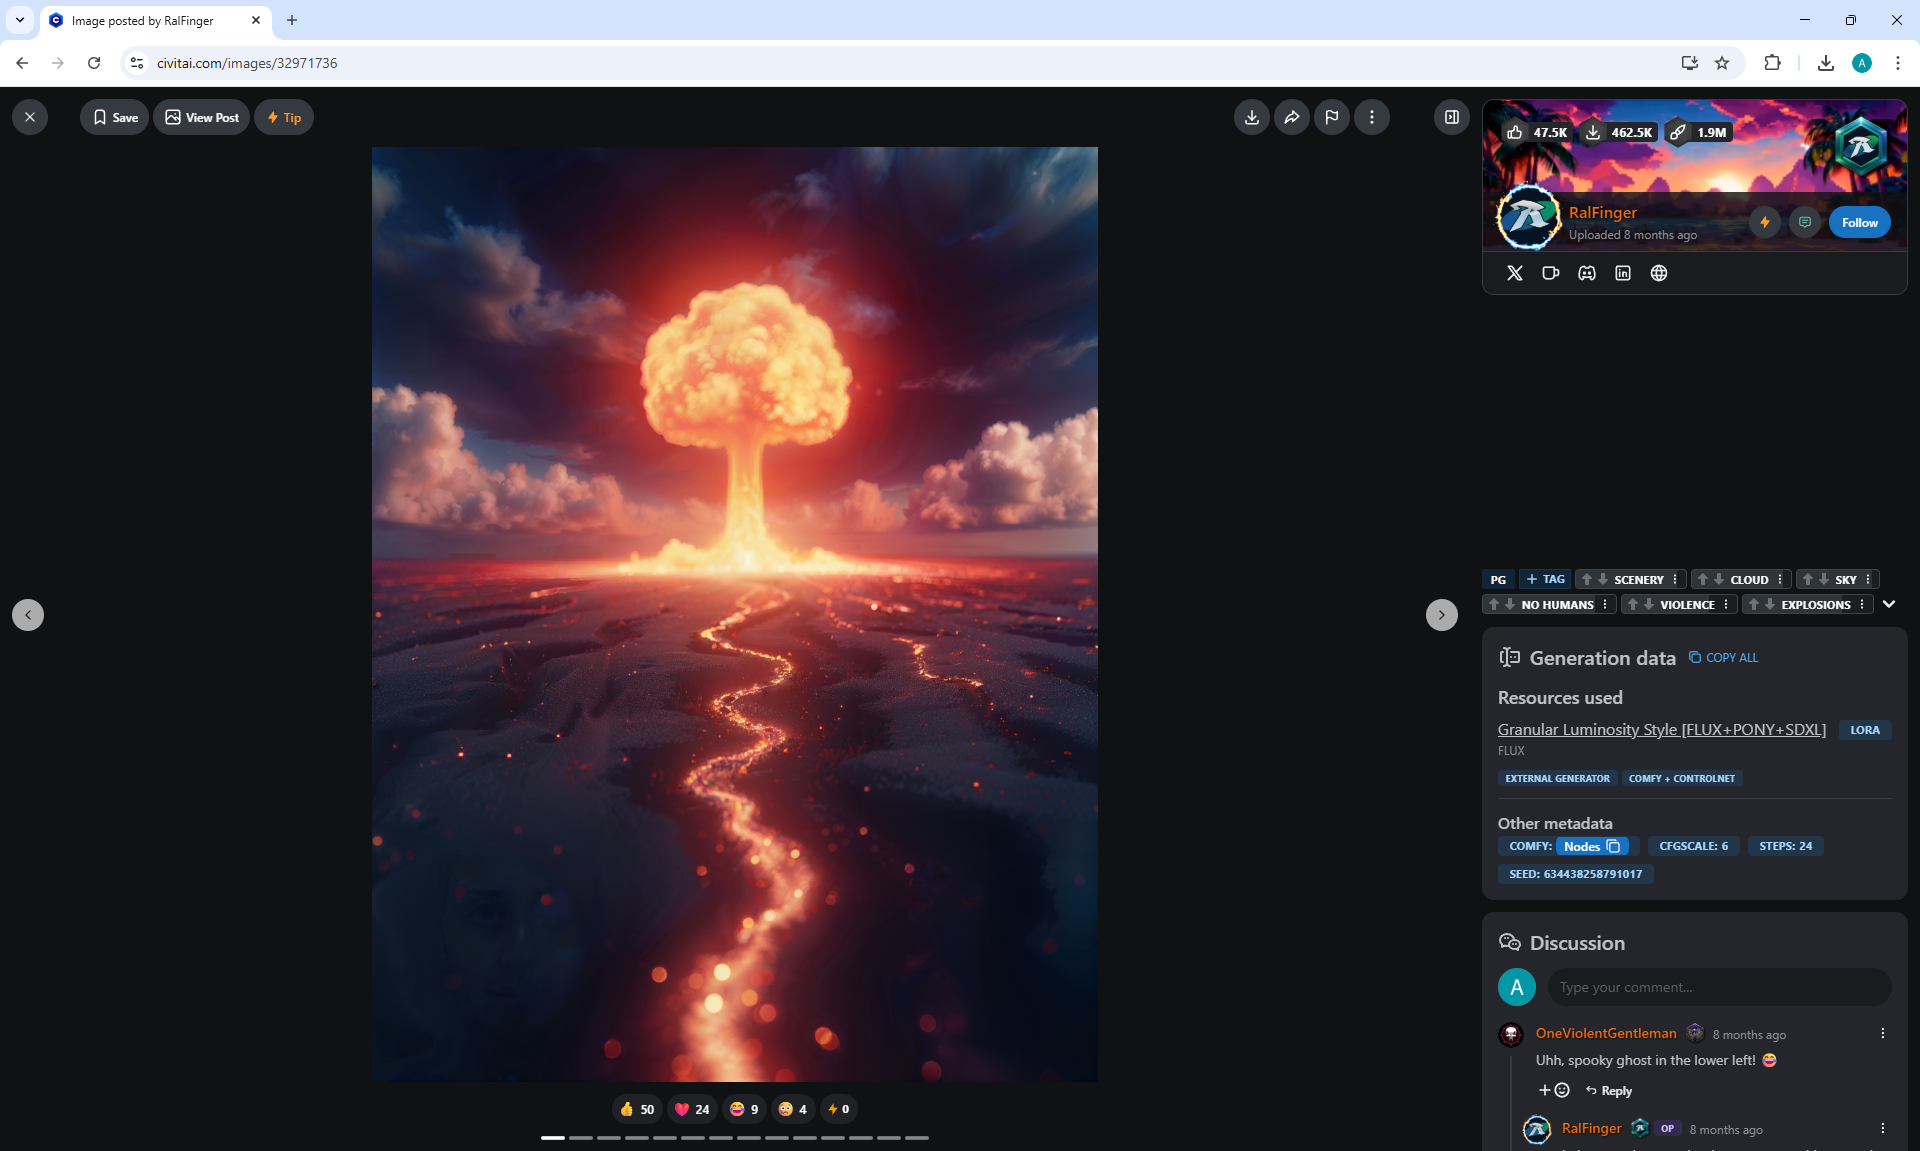 Image posted by RalFinger
civitai.com/images/32971736
A
Save
View Post
Tip
47.5K
462.5K
1.9M
RalFinger
Uploaded 8 months ago
Follow
PG
TAG
SCENERY
CLOUD
SKY
NO HUMANS
VIOLENCE
EXPLOSIONS
Generation data
COPY ALL
Resources used
Granular Luminosity Style [FLUX+PONY+SDXL]
LORA
FLUX
EXTERNAL GENERATOR
COMFY + CONTROLNET
Other metadata
COMFY: Nodes
CFGSCALE: 6
STEPS: 24
SEED: 634438258791017
Discussion
A
Type your comment...
OneViolentGentleman
8 months ago
Uhh, spooky ghost in the lower left! 😂
Reply
RalFinger
OP
8 months ago
50
24
9
4
0